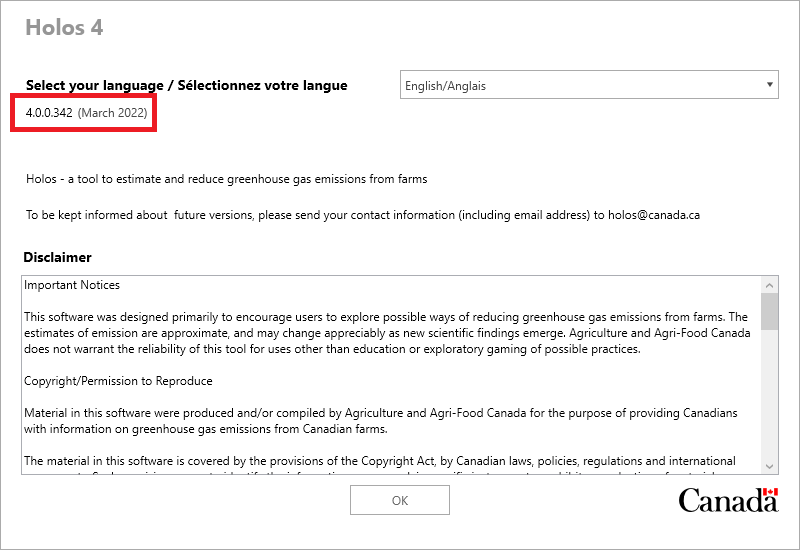 Holos 4
Select your language / Sélectionnez votre langue
English/Anglais
4.0.0.342 (March 2022)
Holos - a tool to estimate and reduce greenhouse gas emissions from farms
To be kept informed about  future versions, please send your contact information (including email address) to holos@canada.ca
Disclaimer
Important Notices
This software was designed primarily to encourage users to explore possible ways of reducing greenhouse gas emissions from farms. The
estimates of emission are approximate, and may change appreciably as new scientific findings emerge. Agriculture and Agri-Food Canada
does not warrant the reliability of this tool for uses other than education or exploratory gaming of possible practices.
Copyright/Permission to Reproduce
Material in this software were produced and/or compiled by Agriculture and Agri-Food Canada for the purpose of providing Canadians
with information on greenhouse gas emissions from Canadian farms.
The material in this software is covered by the provisions of the Copyright Act, by Canadian laws, policies, regulations and international
OK
Canada